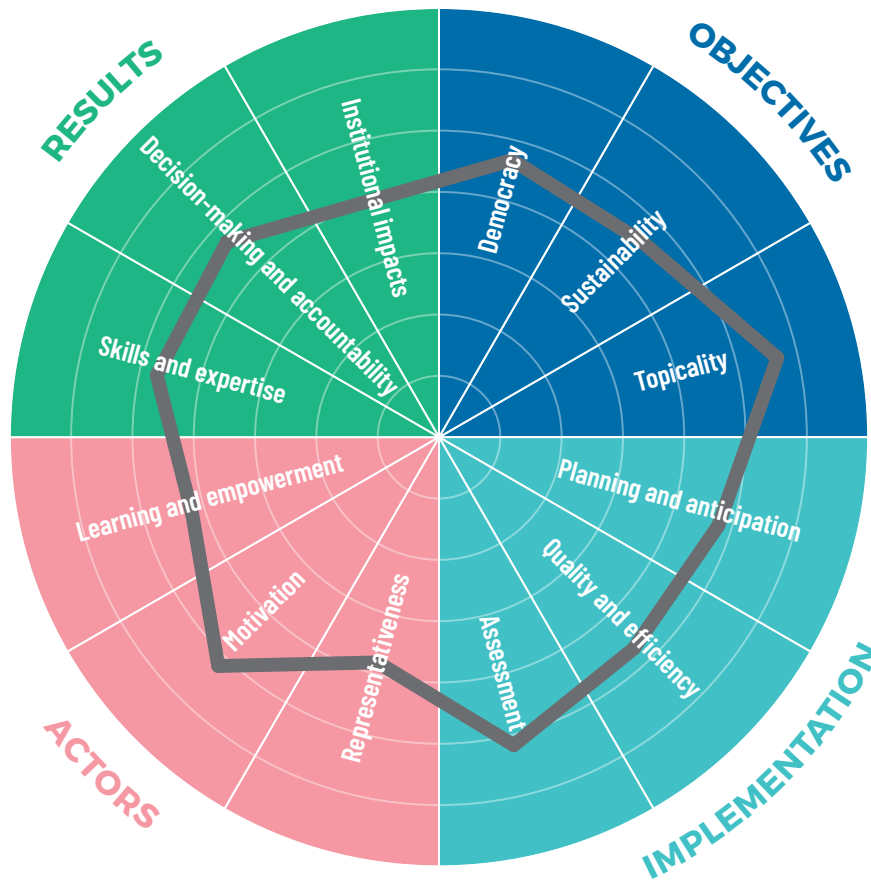 RESULTS
OBJECTIVES
Institutional impacts
Decision-making and accountability
Skills and expertise
Democracy
Sustainability
Topicality
Learning and empowerment
Motivation
Representativeness
Planning and anticipation
Quality and efficiency
Assessment
ACTORS
IMPLEMENTATION